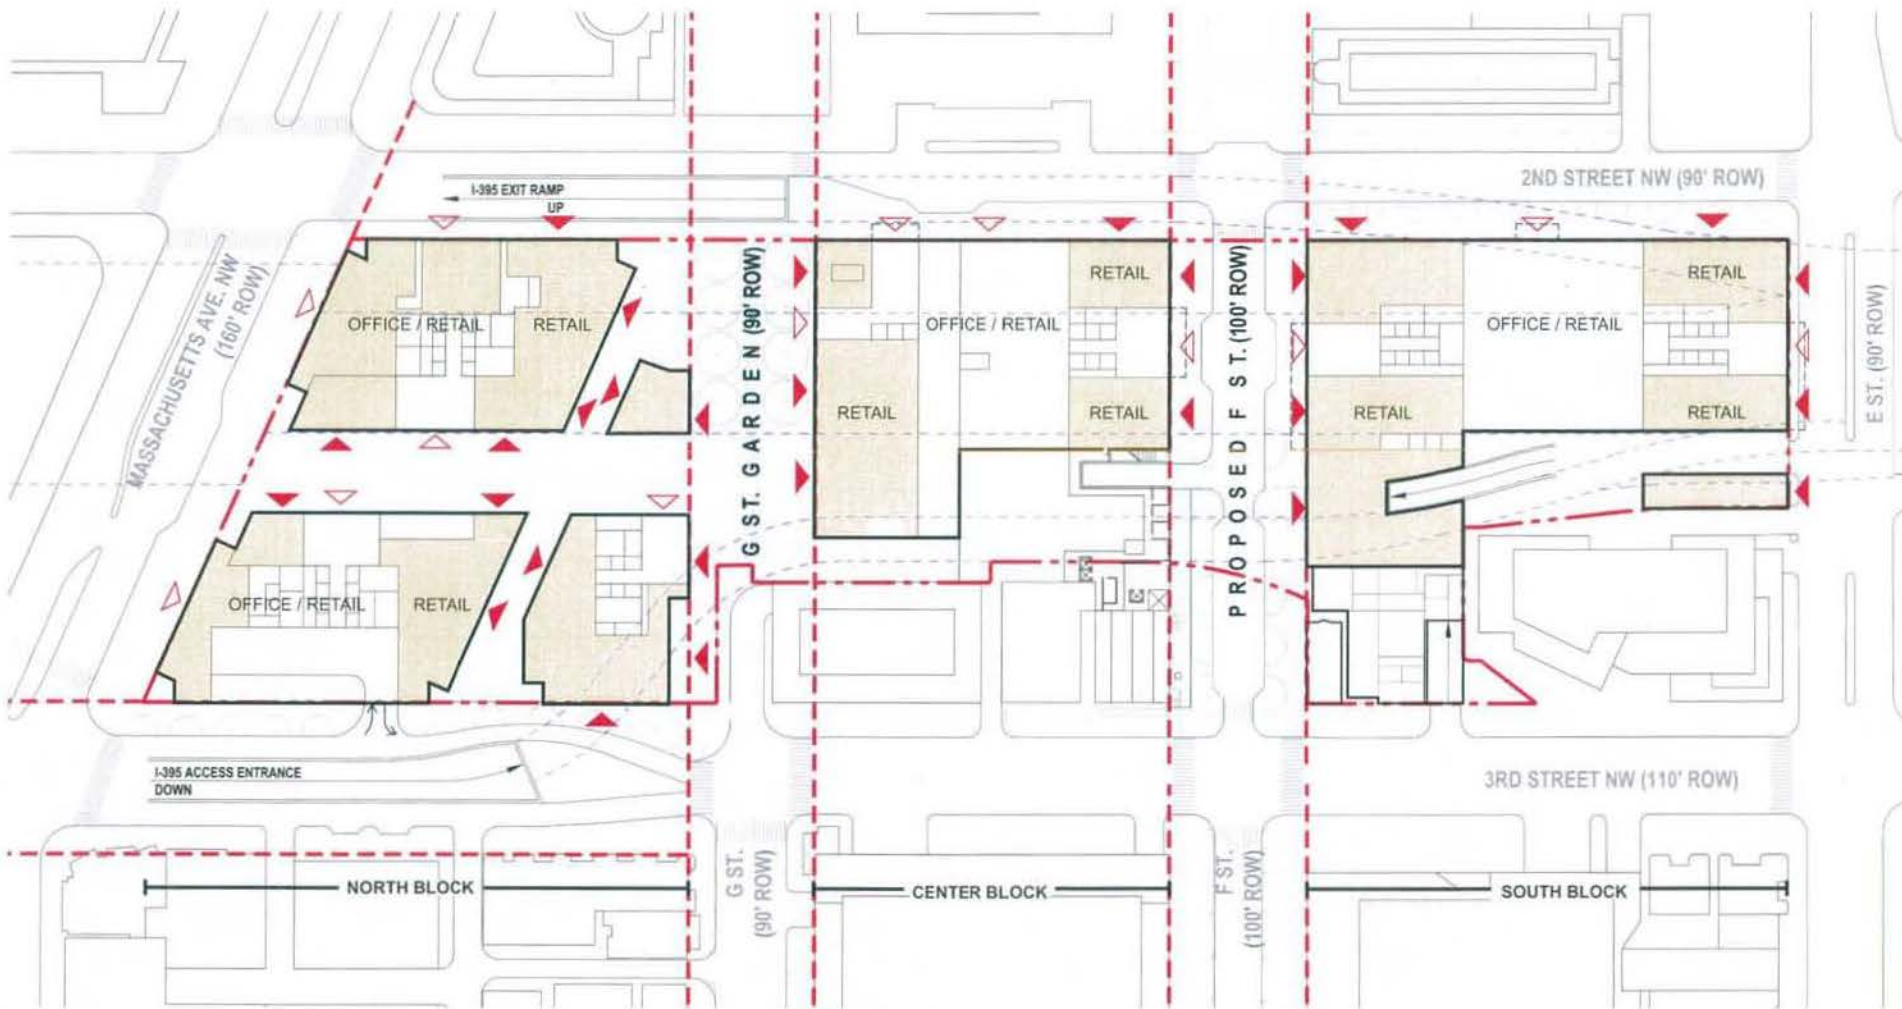 2ND STREET NW (90' ROW)
I-395 EXIT RAMP
UP
MASSACHUSETTS AVE. NW
(160' ROW)
OFFICE / RETAIL
RETAIL
G ST. GARDEN (90' ROW)
RETAIL
OFFICE / RETAIL
RETAIL
RETAIL
PROPOSED F ST. (100' ROW)
RETAIL
OFFICE / RETAIL
RETAIL
RETAIL
E ST. (90' ROW)
OFFICE / RETAIL
RETAIL
I-395 ACCESS ENTRANCE
DOWN
3RD STREET NW (110' ROW)
NORTH BLOCK
G ST.
(90' ROW)
CENTER BLOCK
F ST.
(100' ROW)
SOUTH BLOCK